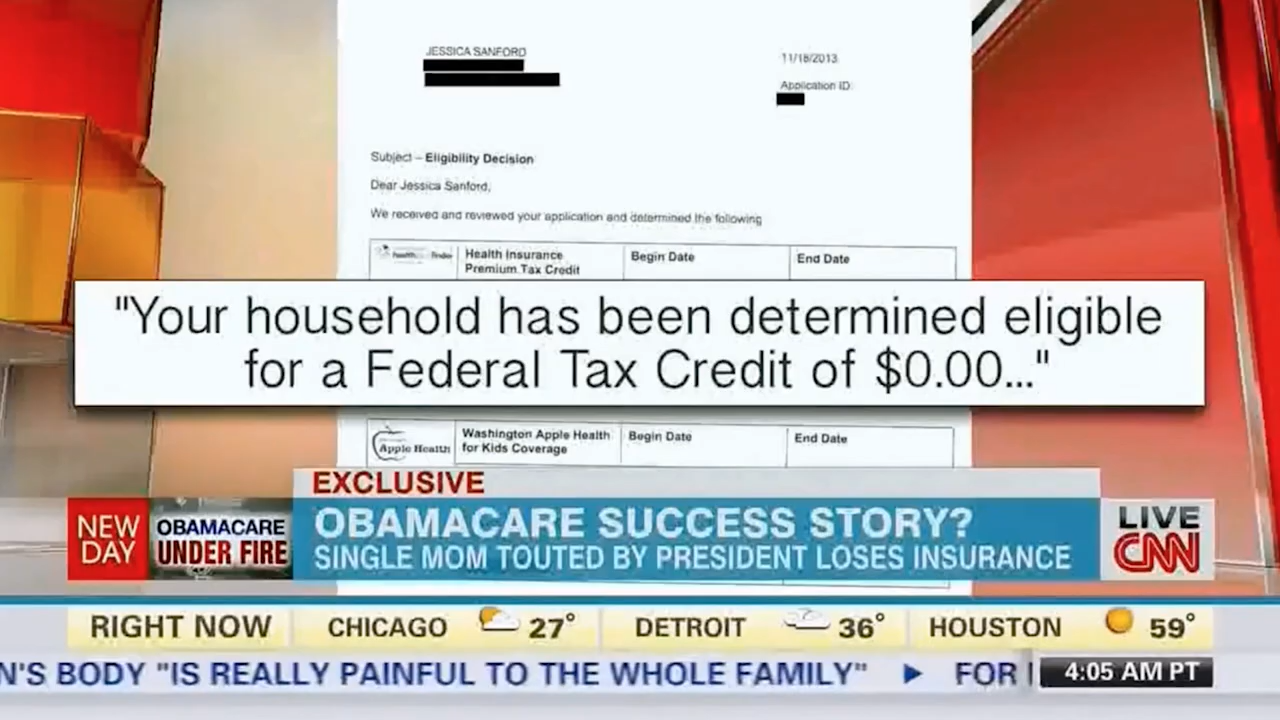 JESSICA SANFORD
11/18/2013
Application ID:
Subject – Eligibility Decision
Dear Jessica Sanford,
We received and reviewed your application and determined the following
Health Insurance
Premium Tax Credit
Begin Date
End Date
"Your household has been determined eligible
for a Federal Tax Credit of $0.00..."
Apple Health
Washington Apple Health
for Kids Coverage
Begin Date
End Date
EXCLUSIVE
NEW
DAY
OBAMACARE
UNDER FIRE
OBAMACARE SUCCESS STORY?
SINGLE MOM TOUTED BY PRESIDENT LOSES INSURANCE
LIVE
CNN
RIGHT NOW CHICAGO 27° DETROIT 36° HOUSTON 59°
N'S BODY "IS REALLY PAINFUL TO THE WHOLE FAMILY" ► FOR
4:05 AM PT